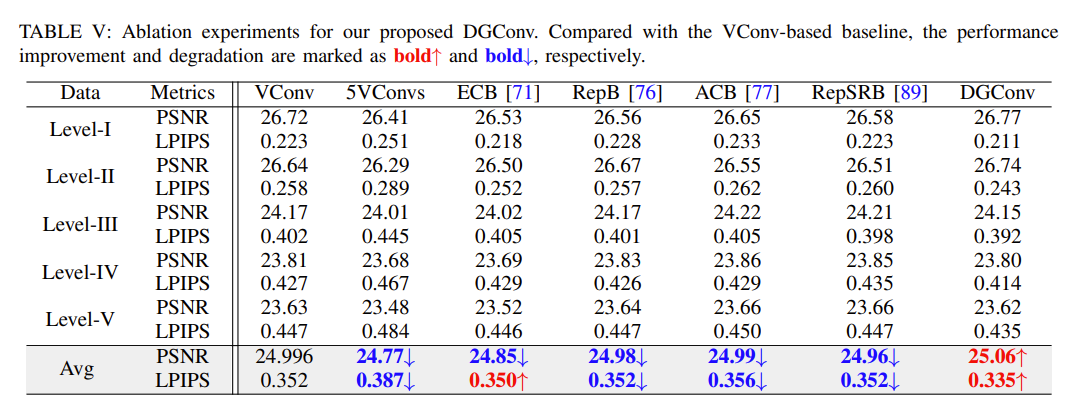 TABLE V: Ablation experiments for our proposed DGConv. Compared with the VConv-based baseline, the performance
improvement and degradation are marked as bold↑ and bold↓, respectively.
Data Metrics VConv 5VConvs ECB [71] RepB [76] ACB [77] RepSRB [89] DGConv
Level-I PSNR 26.72 26.41 26.53 26.56 26.65 26.58 26.77
LPIPS 0.223 0.251 0.218 0.228 0.233 0.223 0.211
Level-II PSNR 26.64 26.29 26.50 26.67 26.55 26.51 26.74
LPIPS 0.258 0.289 0.252 0.257 0.262 0.260 0.243
Level-III PSNR 24.17 24.01 24.02 24.17 24.22 24.21 24.15
LPIPS 0.402 0.445 0.405 0.401 0.405 0.398 0.392
Level-IV PSNR 23.81 23.68 23.69 23.83 23.86 23.85 23.80
LPIPS 0.427 0.467 0.429 0.426 0.429 0.435 0.414
Level-V PSNR 23.63 23.48 23.52 23.64 23.66 23.66 23.62
LPIPS 0.447 0.484 0.446 0.447 0.450 0.447 0.435
Avg PSNR 24.996 24.77↓ 24.85↓ 24.98↓ 24.99↓ 24.96↓ 25.06↑
LPIPS 0.352 0.387↓ 0.350↑ 0.352↓ 0.356↓ 0.352↓ 0.335↑